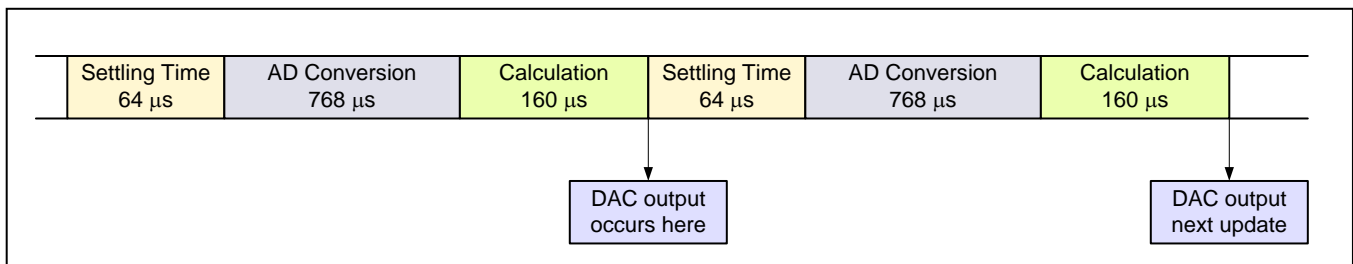 Settling Time
64 μs
AD Conversion
768 μs
Calculation
160 μs
Settling Time
64 μs
AD Conversion
768 μs
Calculation
160 μs
DAC output
occurs here
DAC output
next update